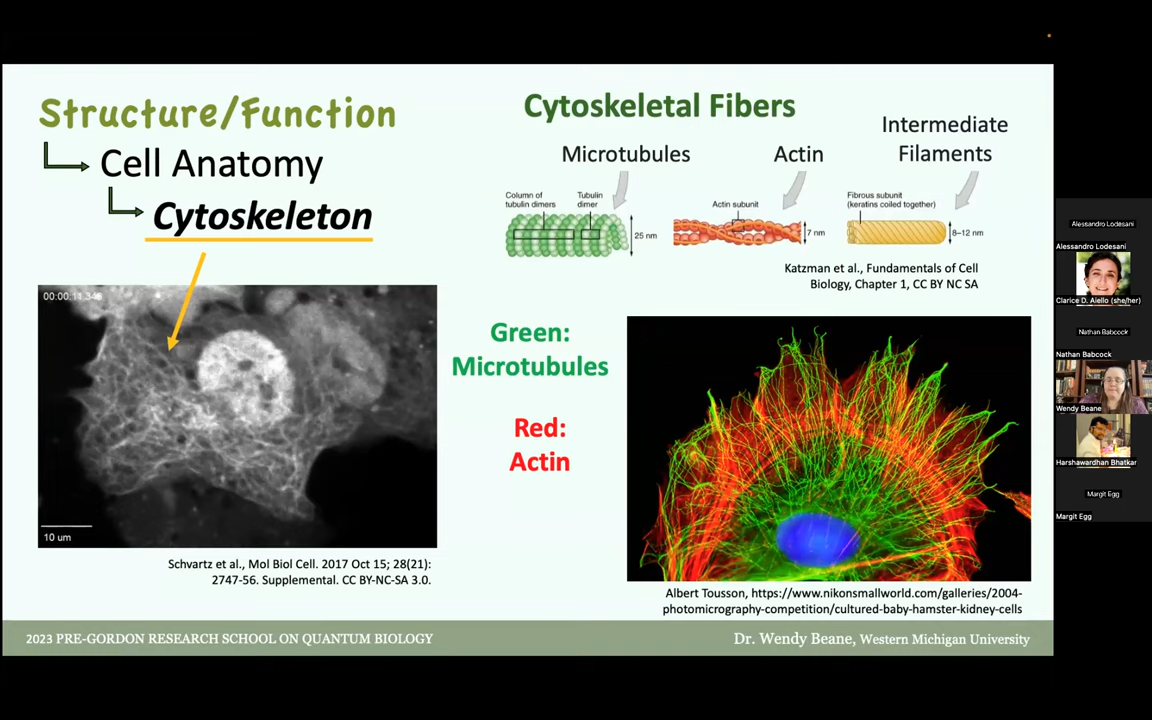 Structure/Function
Cell Anatomy
Cytoskeleton
00:00:11.346
10 um
Schvartz et al., Mol Biol Cell. 2017 Oct 15; 28(21):
2747-56. Supplemental. CC BY-NC-SA 3.0.
Cytoskeletal Fibers
Microtubules
Actin
Intermediate
Filaments
Column of
tubulin dimers
Tubulin
dimer
25 nm
Actin subunit
7 nm
Fibrous subunit
(keratins coiled together)
8–12 nm
Katzman et al., Fundamentals of Cell
Biology, Chapter 1, CC BY NC SA
Green:
Microtubules
Red:
Actin
Albert Tousson, https://www.nikonsmallworld.com/galleries/2004-
photomicrography-competition/cultured-baby-hamster-kidney-cells
2023 PRE-GORDON RESEARCH SCHOOL ON QUANTUM BIOLOGY
Dr. Wendy Beane, Western Michigan University
Alessandro Lodesani
Alessandro Lodesani
Clarice D. Aiello (she/her)
Nathan Babcock
Nathan Babcock
Wendy Beane
Harshawardhan Bhatkar
Margit Egg
Margit Egg